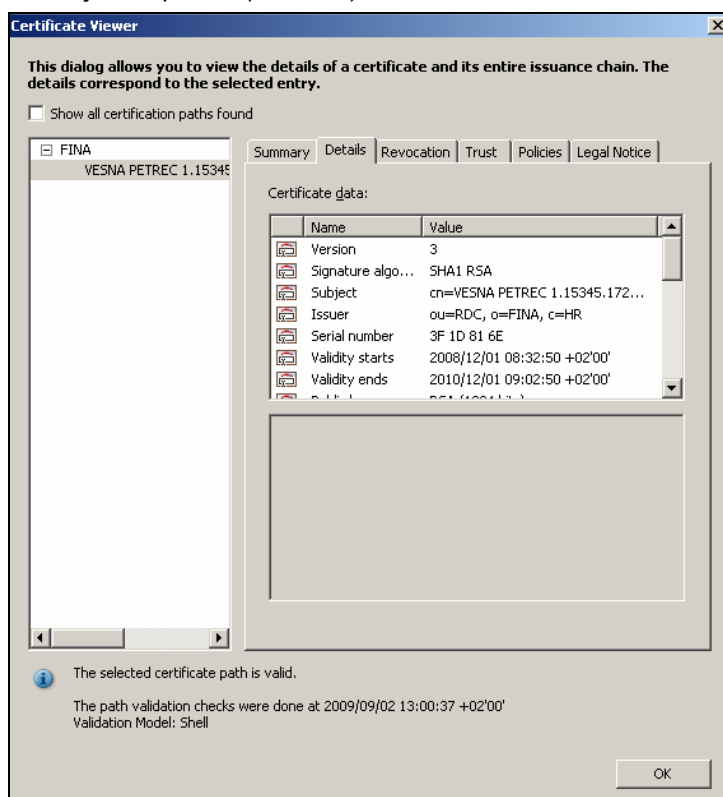 Certificate Viewer
This dialog allows you to view the details of a certificate and its entire issuance chain. The
details correspond to the selected entry.
Show all certification paths found
FINA
VESNA PETREC 1.15345
Summary Details Revocation Trust Policies Legal Notice
Certificate data:
Name Value
Version 3
Signature algo... SHA1 RSA
Subject cn=VESNA PETREC 1.15345.172...
Issuer ou=RDC, o=FINA, c=HR
Serial number 3F 1D 81 6E
Validity starts 2008/12/01 08:32:50 +02'00'
Validity ends 2010/12/01 09:02:50 +02'00'
The selected certificate path is valid.
The path validation checks were done at 2009/09/02 13:00:37 +02'00'
Validation Model: Shell
OK